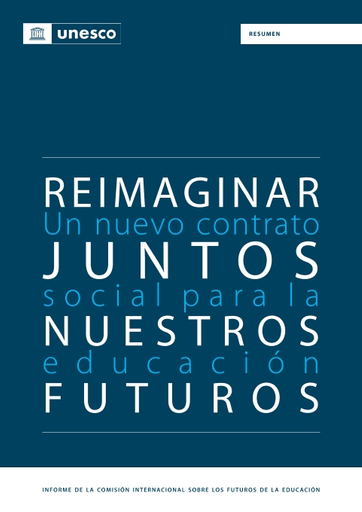 unesco
RESUMEN
REIMAGINAR
Un nuevo contrato
JUNTOS
social para la
NUESTROS
educación
FUTUROS
INFORME DE LA COMISIÓN INTERNACIONAL SOBRE LOS FUTUROS DE LA EDUCACIÓN